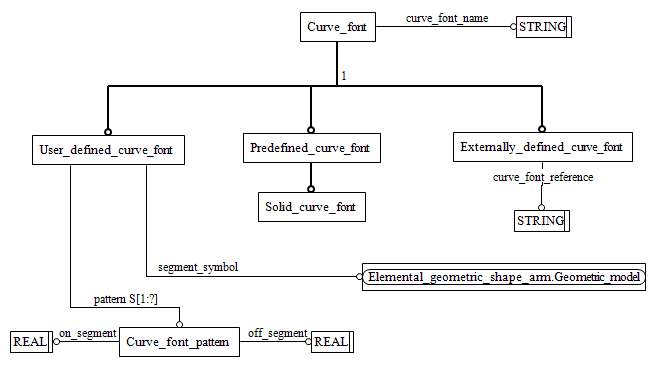 Curve_font
curve_font_name
STRING
1
User_defined_curve_font
Predefined_curve_font
Externally_defined_curve_font
curve_font_reference
Solid_curve_font
STRING
segment_symbol
Elemental_geometric_shape_arm.Geometric_model
pattern S[1:?]
REAL
on_segment
Curve_font_pattern
off_segment
REAL